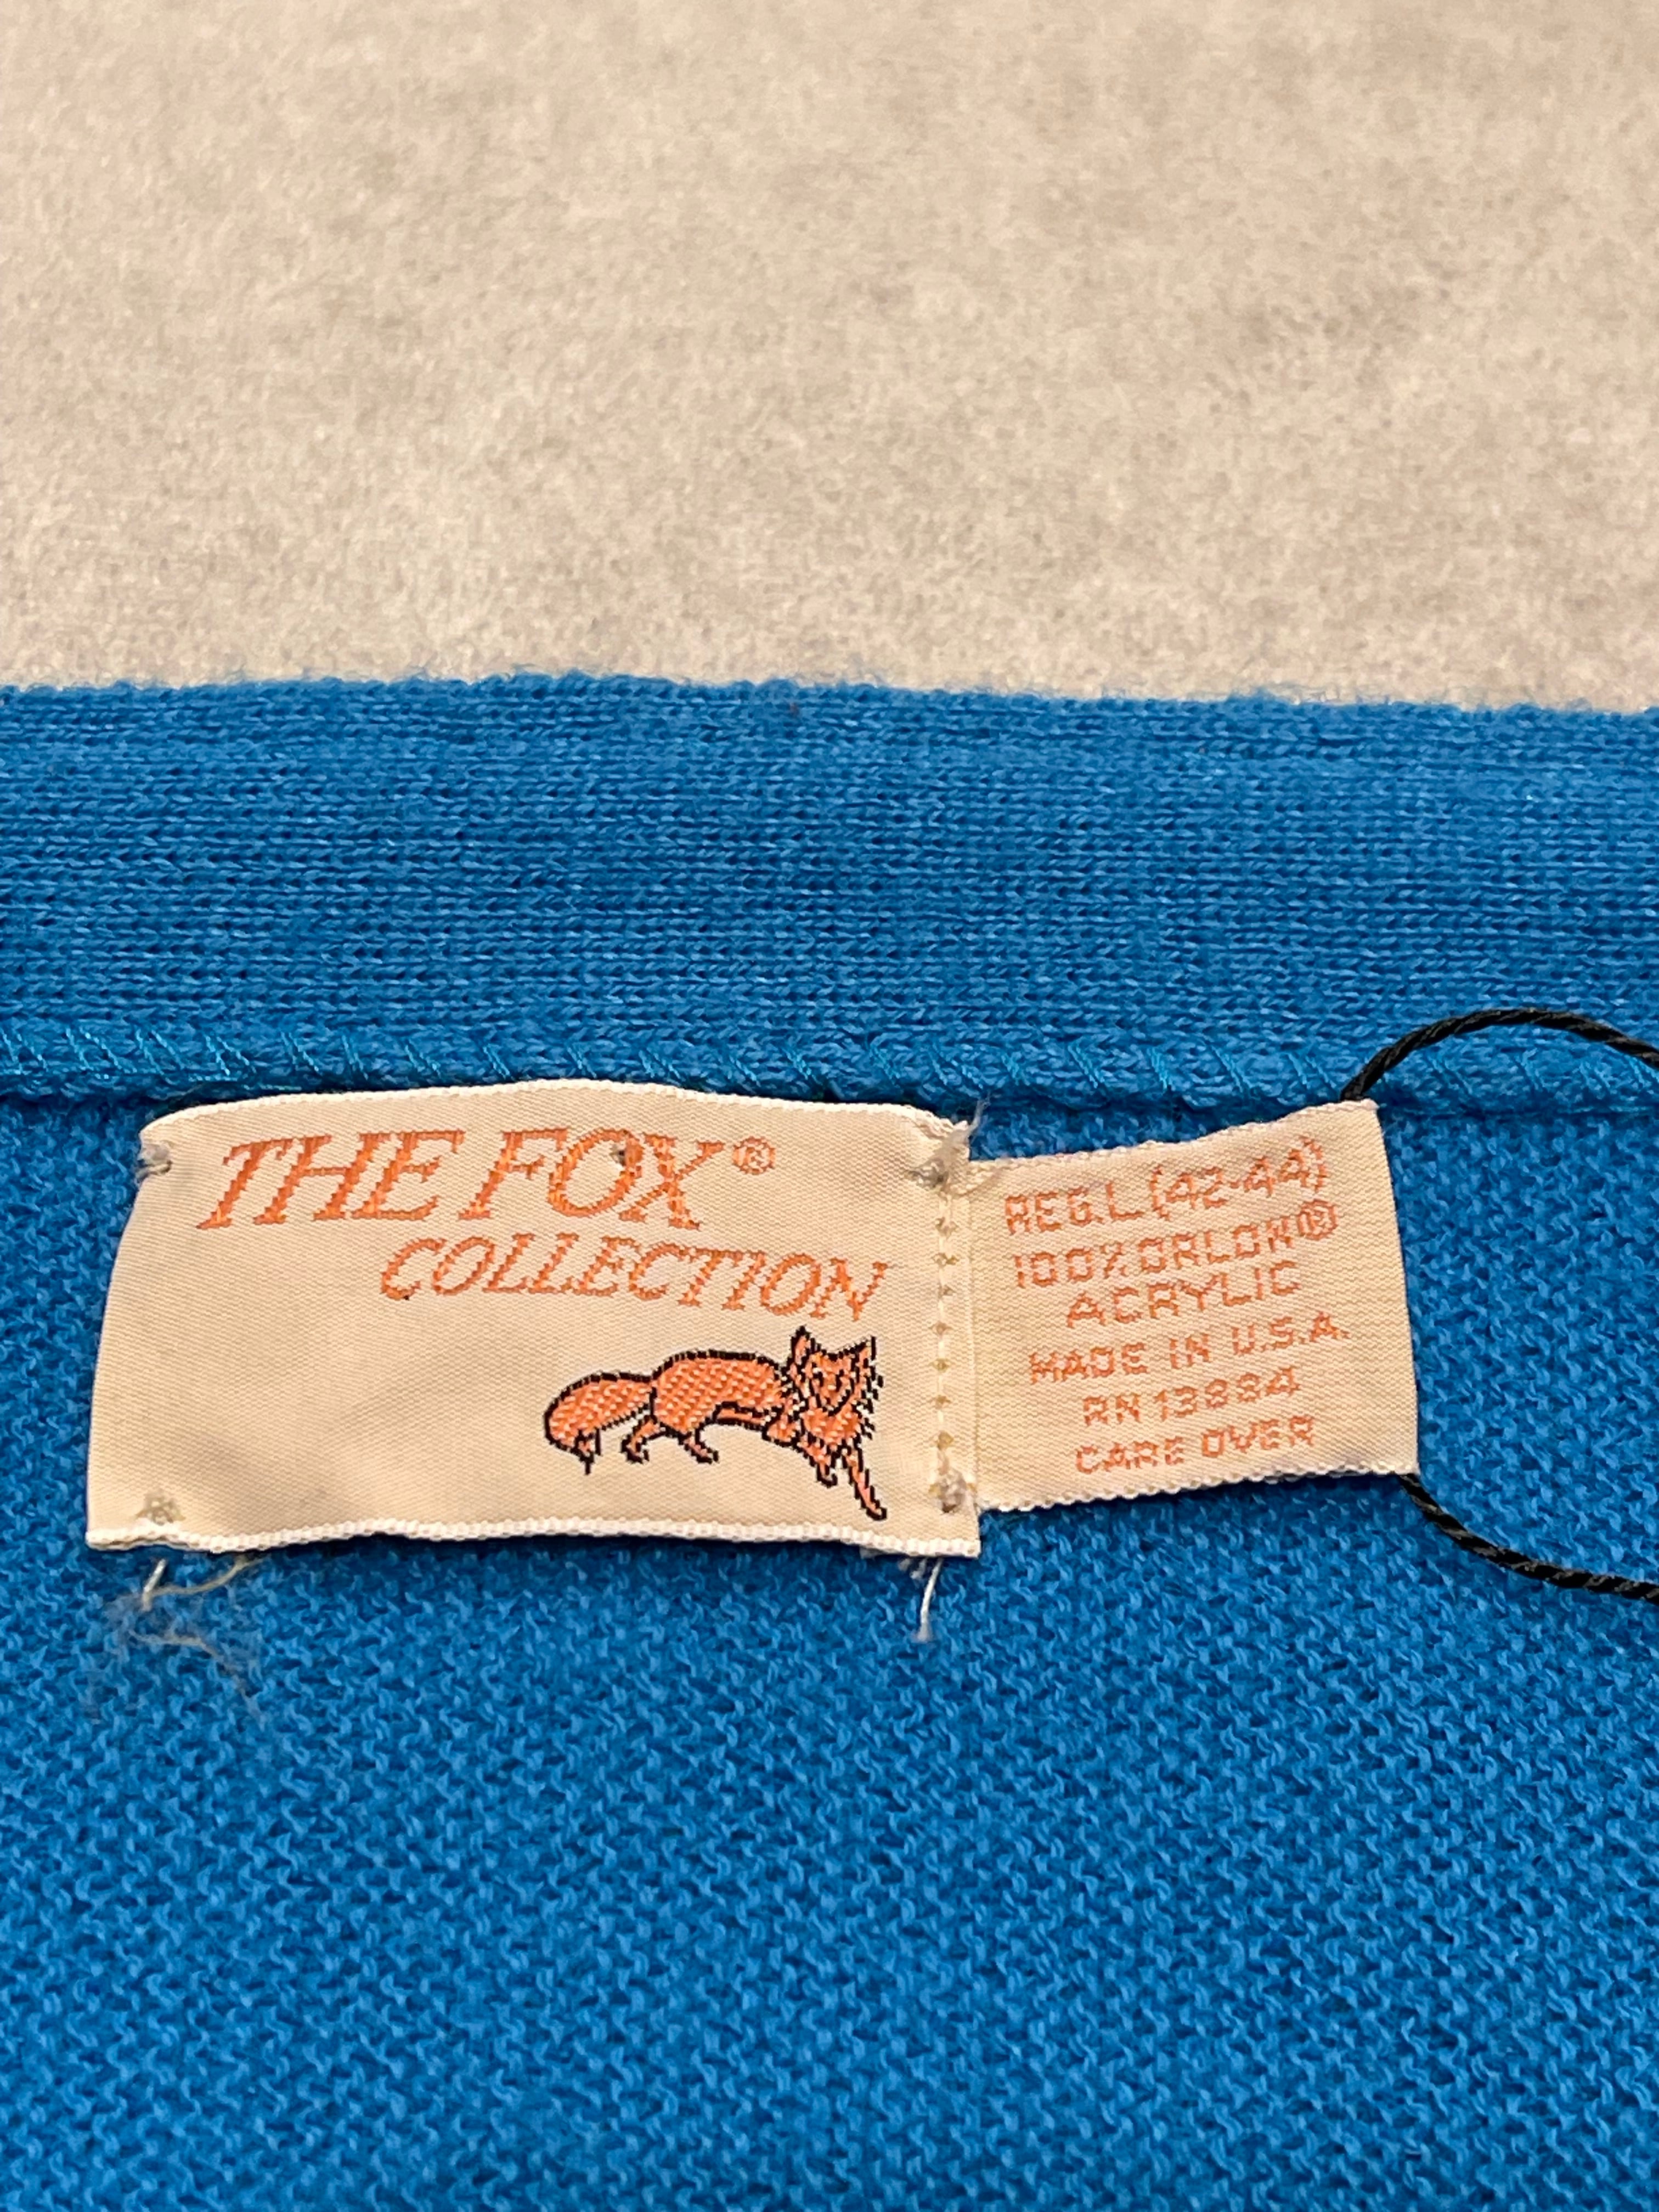 THE FOX®
COLLECTION
REG.L (42-44)
100% ORLON®
ACRYLIC
MADE IN U.S.A.
RN 13884
CARE OVER